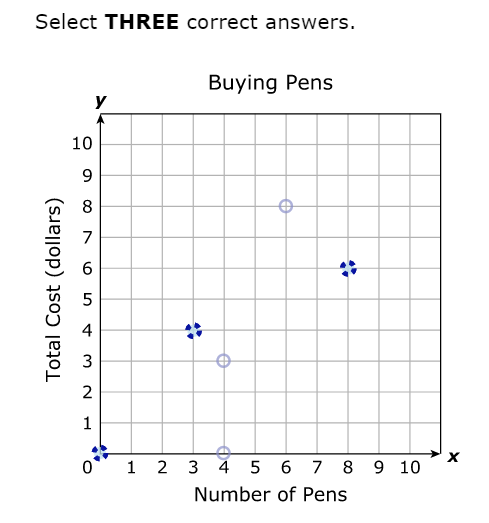 Select THREE correct answers.
Buying Pens
y
Total Cost (dollars)
10
9
8
7
6
5
4
3
2
1
0 1 2 3 4 5 6 7 8 9 10
x
Number of Pens